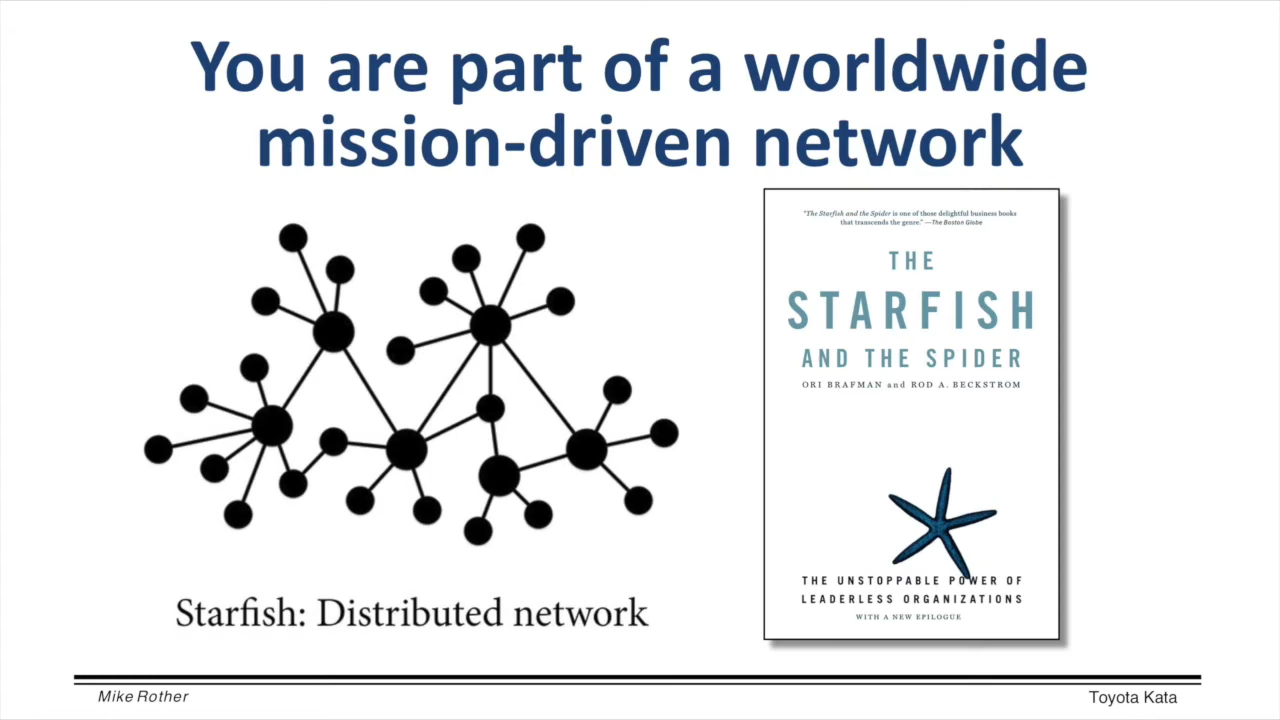 You are part of a worldwide
mission-driven network
"The Starfish and the Spider is one of those delightful business books
that transcends the genre." —The Boston Globe
THE
STARFISH
AND THE SPIDER
ORI BRAFMAN and ROD A. BECKSTROM
THE UNSTOPPABLE POWER OF
LEADERLESS ORGANIZATIONS
WITH A NEW EPILOGUE
Starfish: Distributed network
Mike Rother
Toyota Kata